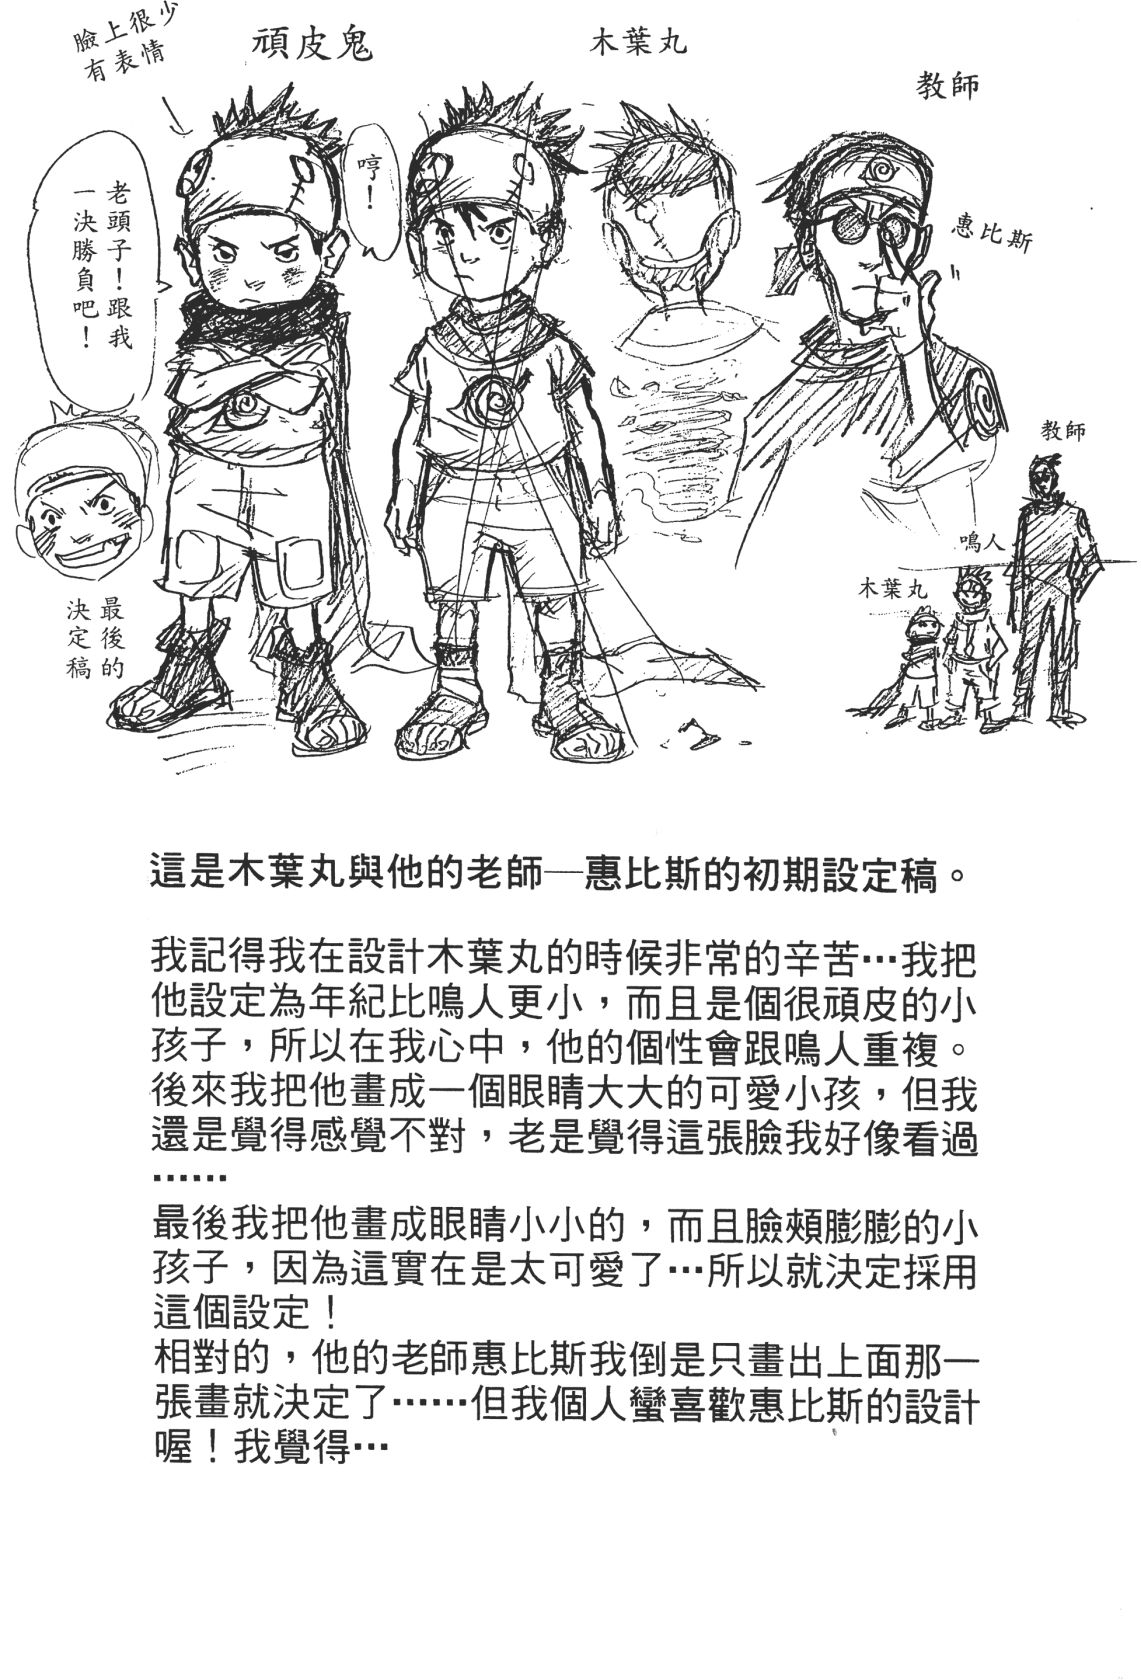 臉上很少
有表情
頑皮鬼
木葉丸
教師
老頭子！跟我
一決勝負吧！
哼！
惠比斯
最後的
決定稿
教師
鳴人
木葉丸
這是木葉丸與他的老師─惠比斯的初期設定稿。
我記得我在設計木葉丸的時候非常的辛苦…我把
他設定為年紀比鳴人更小，而且是個很頑皮的小
孩子，所以在我心中，他的個性會跟鳴人重複。
後來我把他畫成一個眼睛大大的可愛小孩，但我
還是覺得感覺不對，老是覺得這張臉我好像看過
……
最後我把他畫成眼睛小小的，而且臉頰膨膨的小
孩子，因為這實在是太可愛了…所以就決定採用
這個設定！
相對的，他的老師惠比斯我倒是只畫出上面那一
張畫就決定了……但我個人蠻喜歡惠比斯的設計
喔！我覺得…